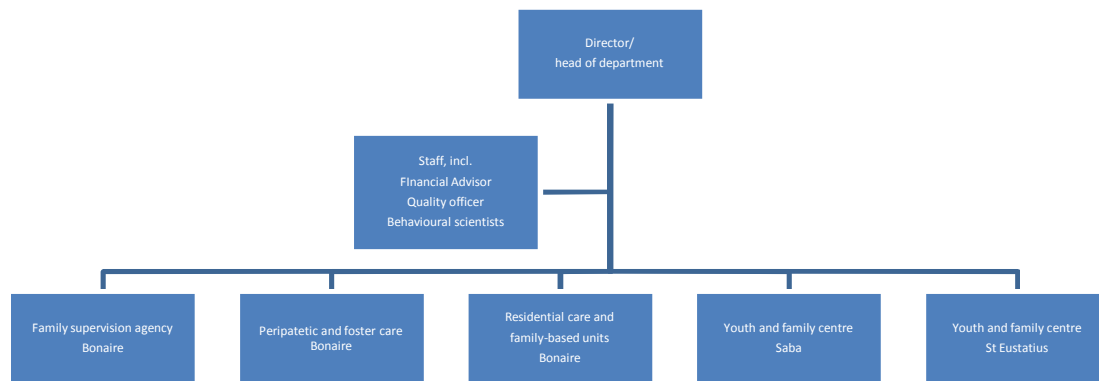 Director/
head of department
Staff, incl.
FInancial Advisor
Quality officer
Behavioural scientists
Family supervision agency
Bonaire
Peripatetic and foster care
Bonaire
Residential care and
family-based units
Bonaire
Youth and family centre
Saba
Youth and family centre
St Eustatius